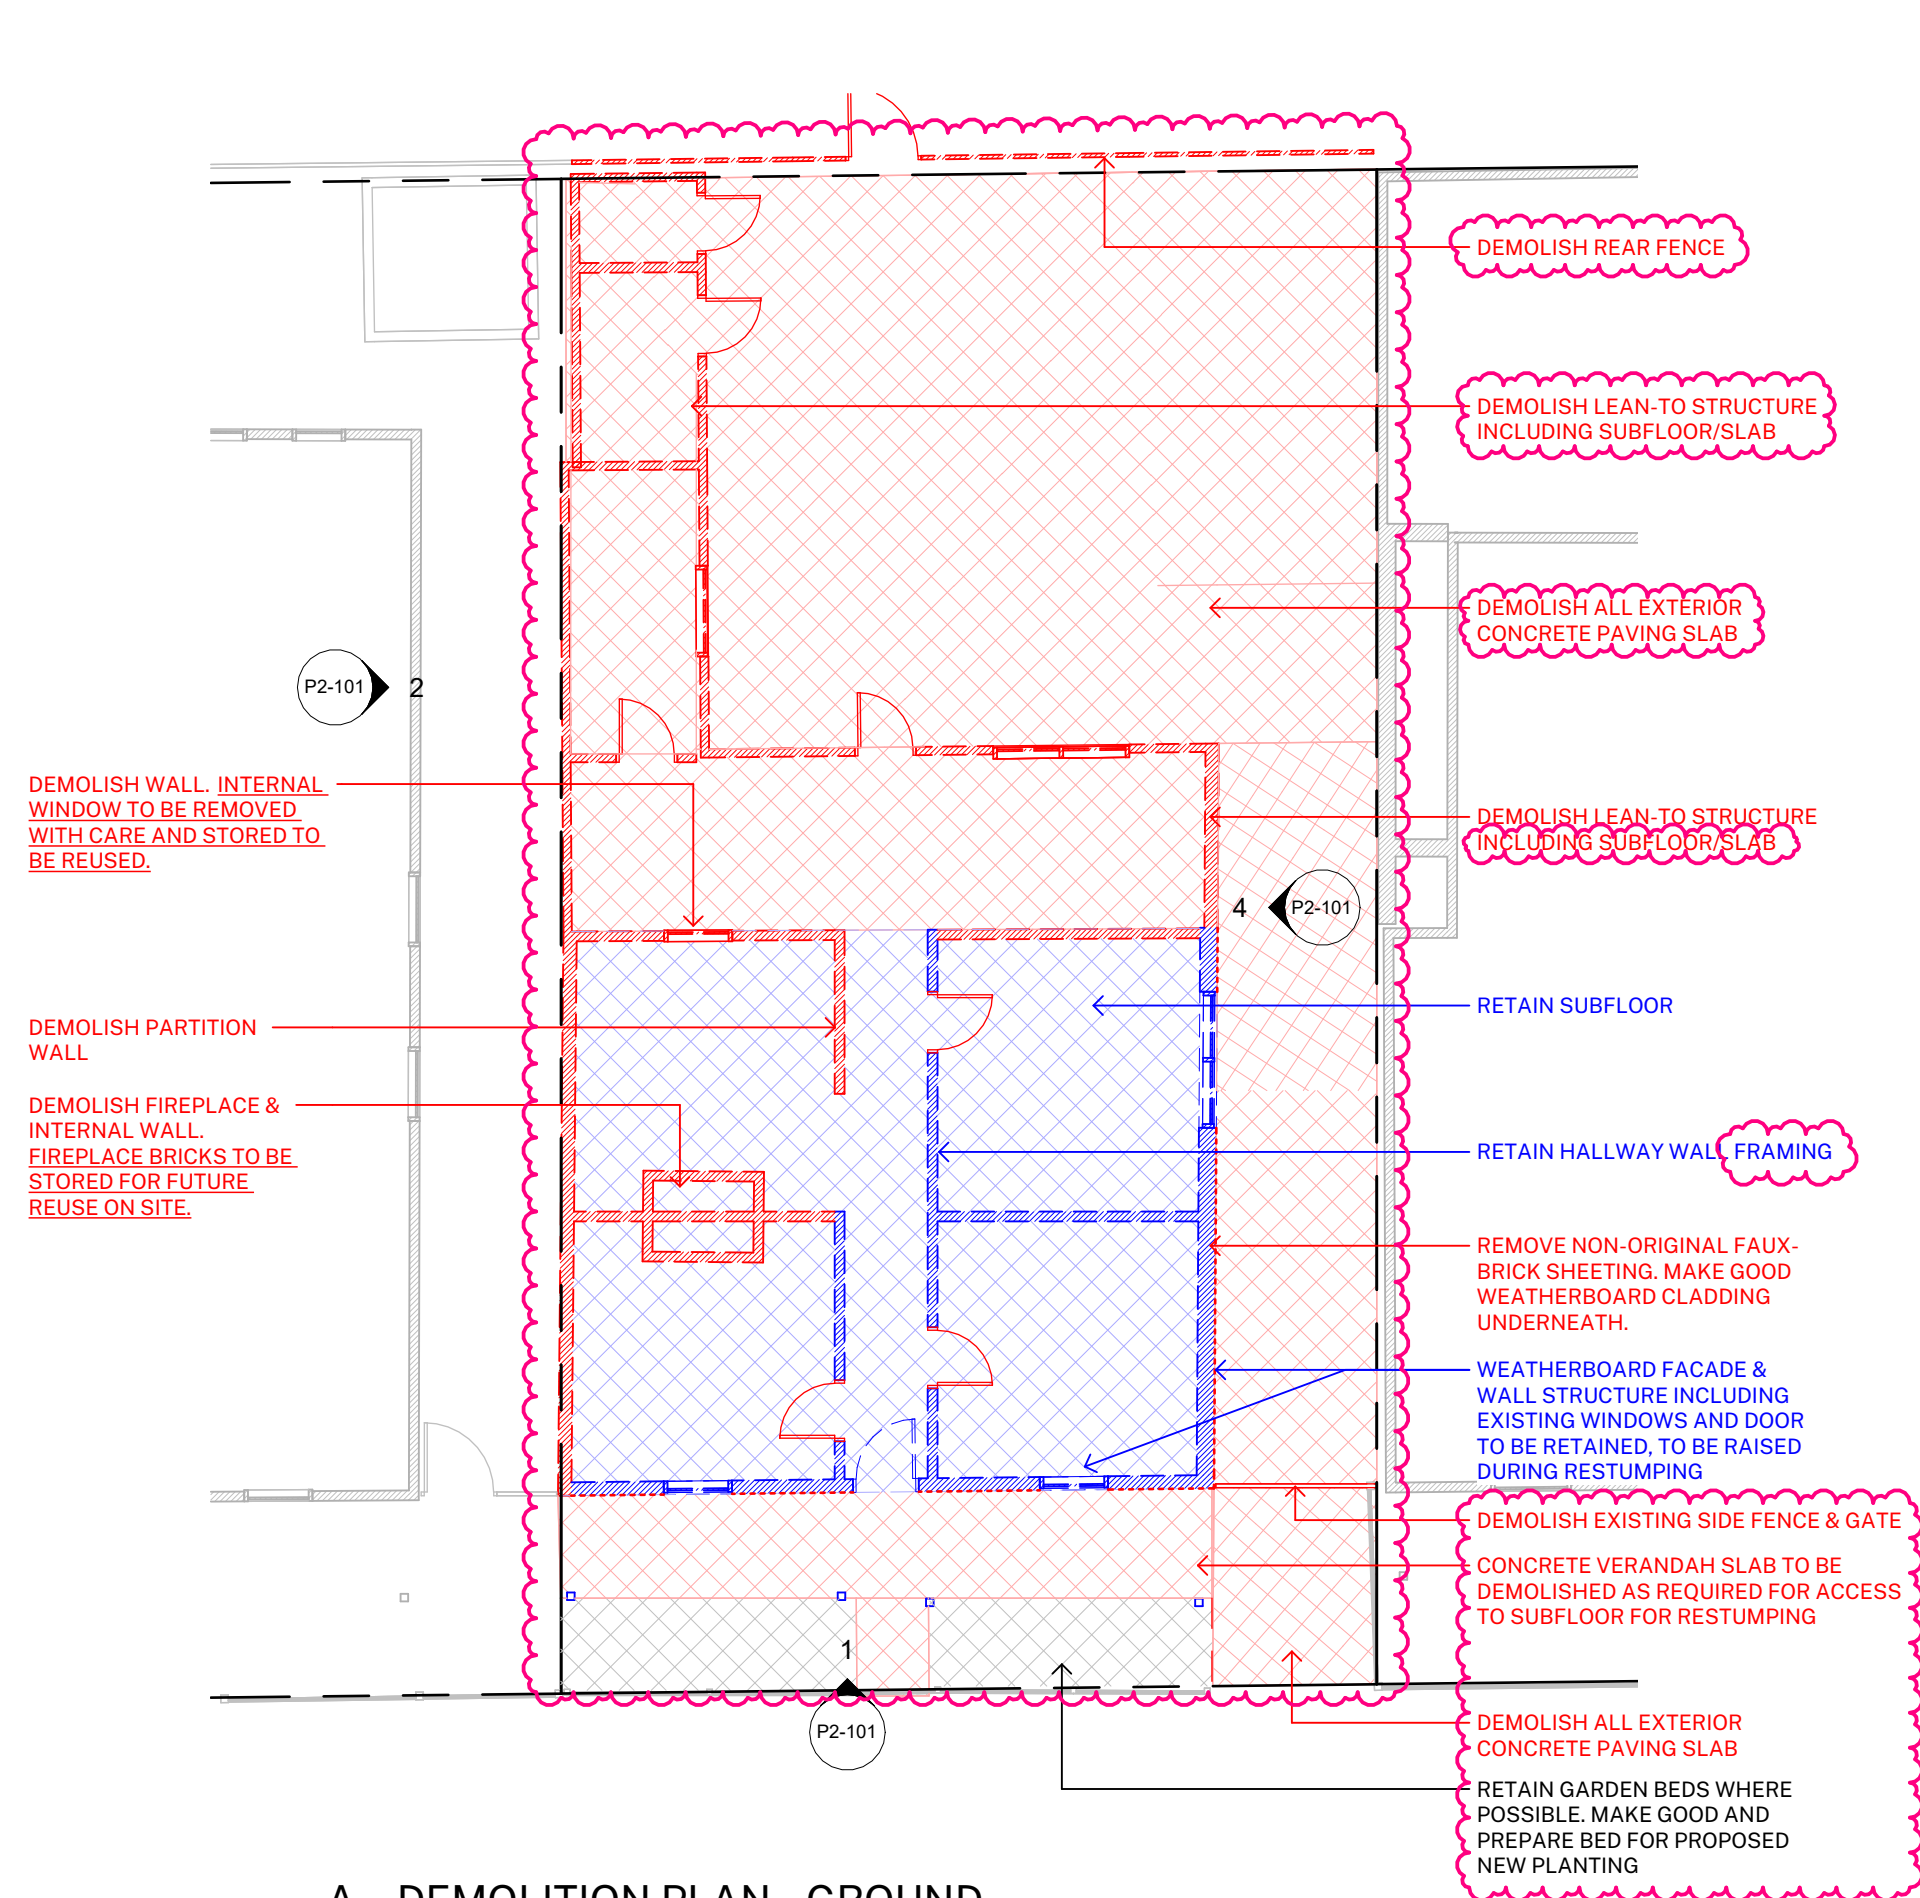 DEMOLISH REAR FENCE
DEMOLISH LEAN-TO STRUCTURE
INCLUDING SUBFLOOR/SLAB
DEMOLISH ALL EXTERIOR
CONCRETE PAVING SLAB
P2-101
2
DEMOLISH WALL. INTERNAL
WINDOW TO BE REMOVED
WITH CARE AND STORED TO
BE REUSED.
DEMOLISH LEAN-TO STRUCTURE
INCLUDING SUBFLOOR/SLAB
4
P2-101
DEMOLISH PARTITION
WALL
RETAIN SUBFLOOR
DEMOLISH FIREPLACE &
INTERNAL WALL.
FIREPLACE BRICKS TO BE
STORED FOR FUTURE
REUSE ON SITE.
RETAIN HALLWAY WALL FRAMING
REMOVE NON-ORIGINAL FAUX-
BRICK SHEETING. MAKE GOOD
WEATHERBOARD CLADDING
UNDERNEATH.
WEATHERBOARD FACADE &
WALL STRUCTURE INCLUDING
EXISTING WINDOWS AND DOOR
TO BE RETAINED, TO BE RAISED
DURING RESTUMPING
DEMOLISH EXISTING SIDE FENCE & GATE
CONCRETE VERANDAH SLAB TO BE
DEMOLISHED AS REQUIRED FOR ACCESS
TO SUBFLOOR FOR RESTUMPING
1
P2-101
DEMOLISH ALL EXTERIOR
CONCRETE PAVING SLAB
RETAIN GARDEN BEDS WHERE
POSSIBLE. MAKE GOOD AND
PREPARE BED FOR PROPOSED
NEW PLANTING
A DEMOLITION PLAN - GROUND